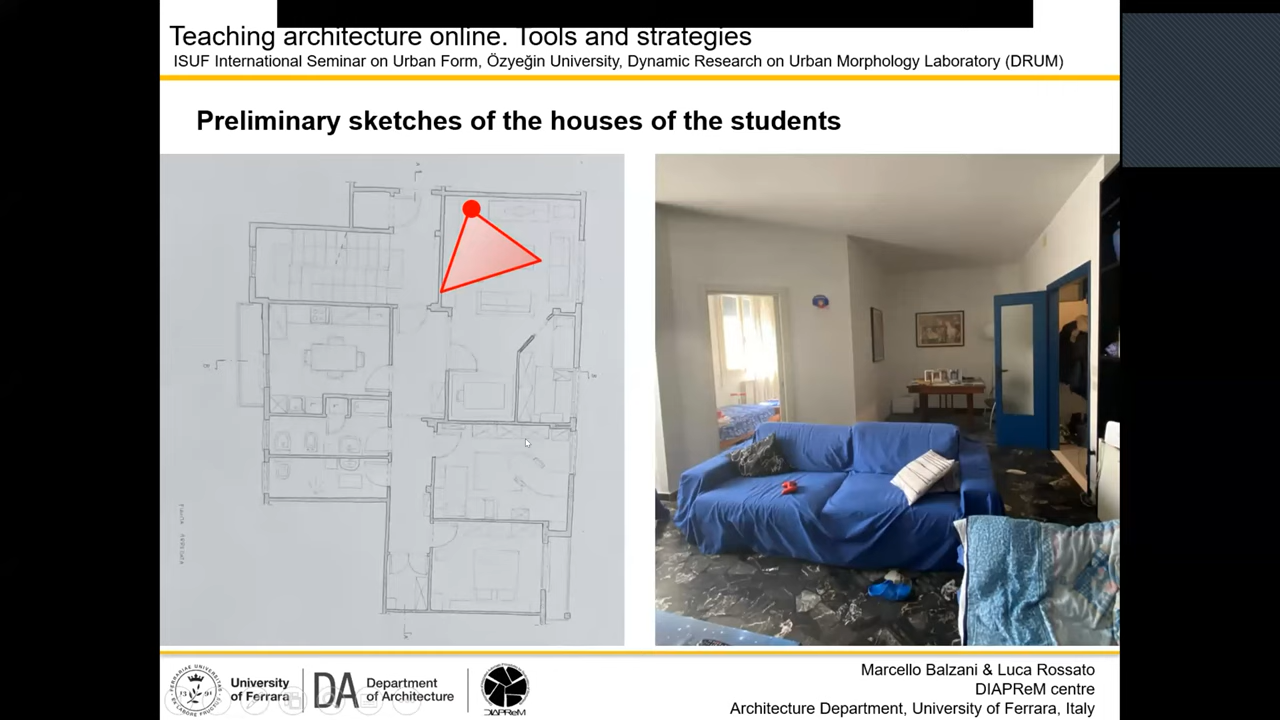 Teaching architecture online. Tools and strategies
ISUF International Seminar on Urban Form, Özyeğin University, Dynamic Research on Urban Morphology Laboratory (DRUM)
Preliminary sketches of the houses of the students
University
of Ferrara
DA
Department
of Architecture
DIAPReM
Marcello Balzani & Luca Rossato
DIAPReM centre
Architecture Department, University of Ferrara, Italy